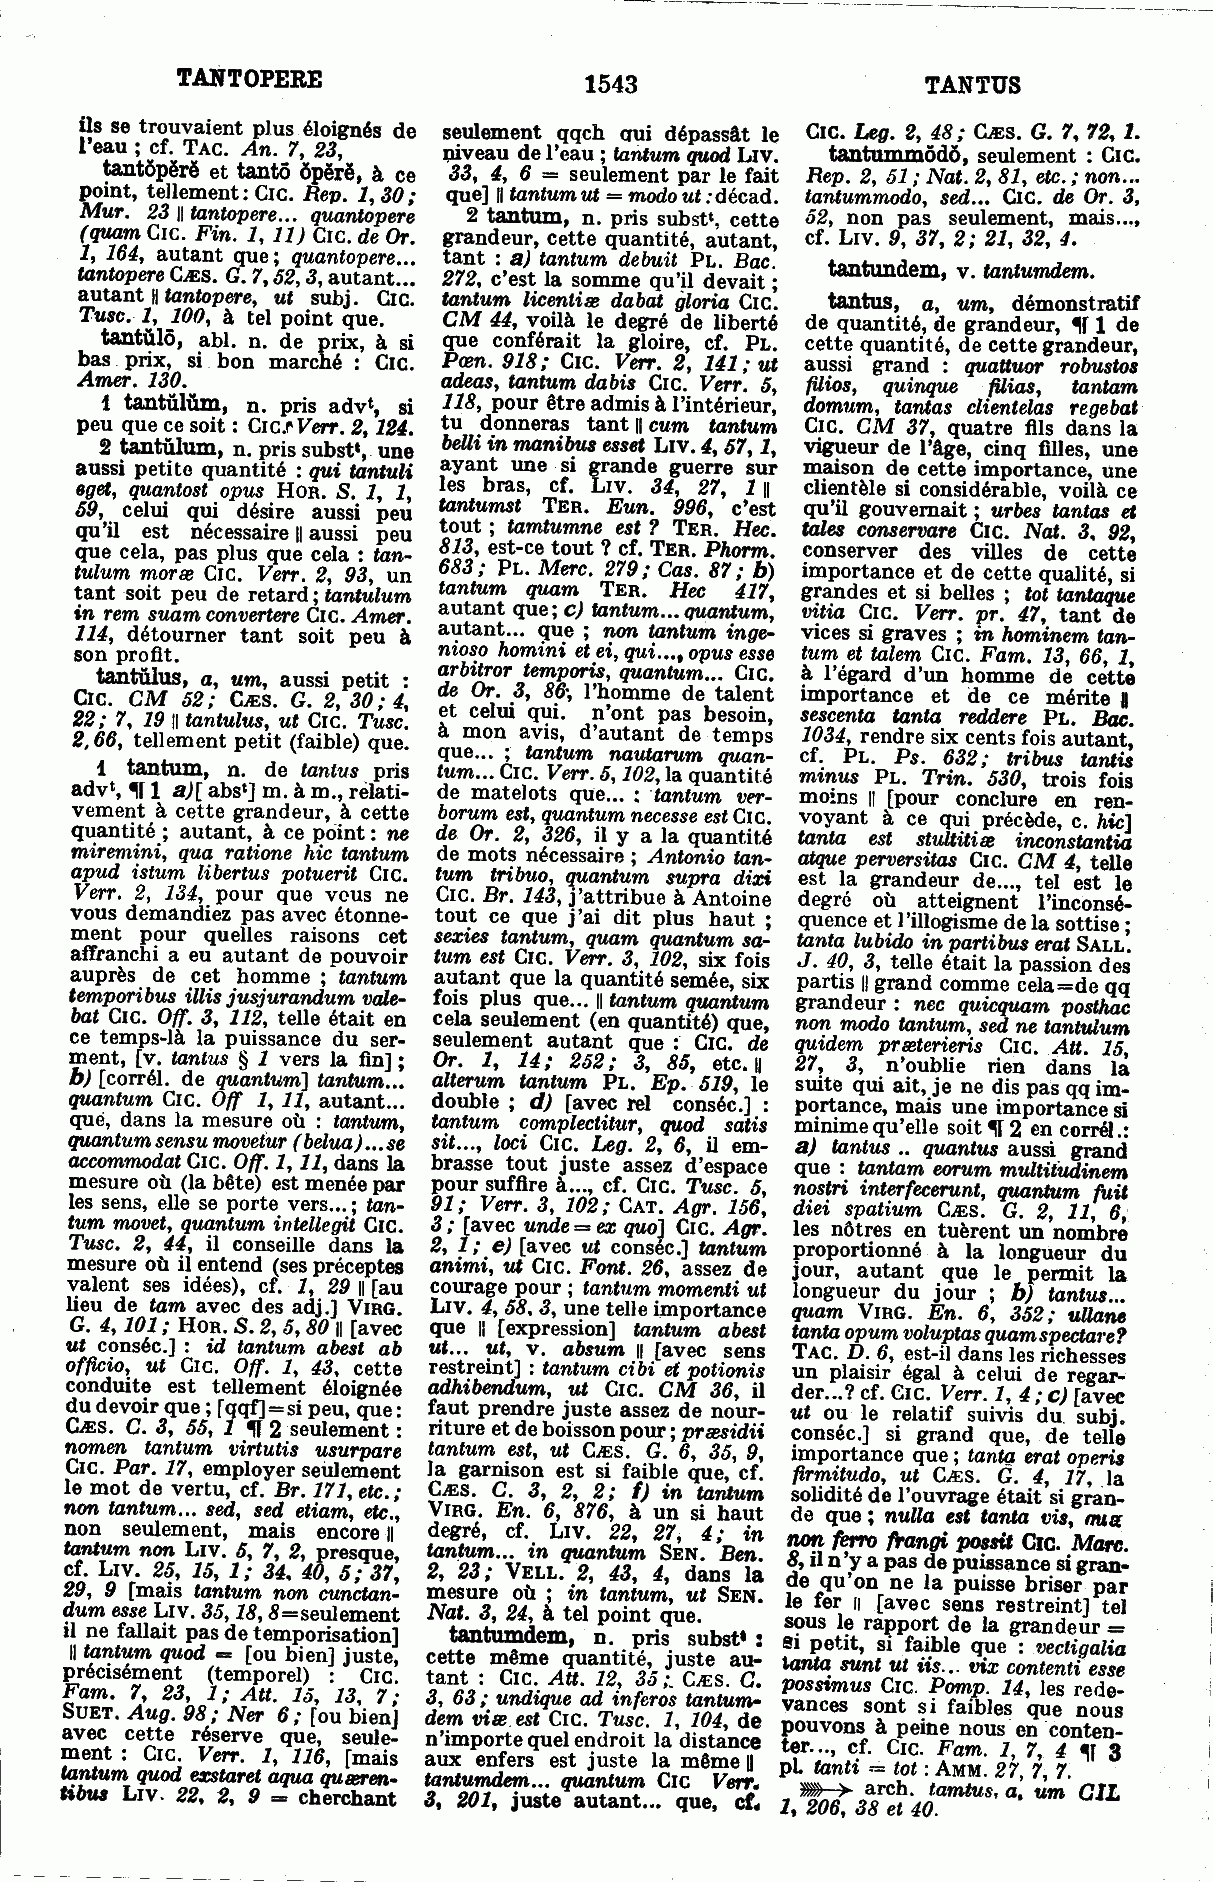 TANTOPERE
1543
TANTUS
ils se trouvaient plus éloignés de
l'eau ; cf. TAC. An. 7, 23,
tantŏpĕrĕ et tantō ŏpĕrĕ, à ce
point, tellement : CIC. Rep. 1, 30 ;
Mur. 23 || tantopere... quantopere
(quam CIC. Fin. 1, 11) CIC. de Or.
1, 164, autant que ; quantopere...
tantopere CÆS. G. 7, 52, 3, autant...
autant || tantopere, ut subj. CIC.
Tusc. 1, 100, à tel point que.
tantŭlō, abl. n. de prix, à si
bas prix, si bon marché : CIC.
Amer. 130.
1 tantŭlŭm, n. pris advᵗ, si
peu que ce soit : CIC. Verr. 2, 124.
2 tantŭlum, n. pris substᵗ, une
aussi petite quantité : qui tantuli
eget, quantost opus HOR. S. 1, 1,
59, celui qui désire aussi peu
qu'il est nécessaire || aussi peu
que cela, pas plus que cela : tan-
tulum moræ CIC. Verr. 2, 93, un
tant soit peu de retard ; tantulum
in rem suam convertere CIC. Amer.
114, détourner tant soit peu à
son profit.
tantŭlus, a, um, aussi petit :
CIC. CM 52 ; CÆS. G. 2, 30 ; 4,
22 ; 7, 19 || tantulus, ut CIC. Tusc.
2, 66, tellement petit (faible) que.
1 tantum, n. de tantus pris
advᵗ, ¶ 1 a) [absᵗ] m. à m., relati-
vement à cette grandeur, à cette
quantité ; autant, à ce point : ne
miremini, qua ratione hic tantum
apud istum libertus potuerit CIC.
Verr. 2, 134, pour que vous ne
vous demandiez pas avec étonne-
ment pour quelles raisons cet
affranchi a eu autant de pouvoir
auprès de cet homme ; tantum
temporibus illis jusjurandum vale-
bat CIC. Off. 3, 112, telle était en
ce temps-là la puissance du ser-
ment, [v. tantus § 1 vers la fin] ;
b) [corrél. de quantum] tantum...
quantum CIC. Off 1, 11, autant...
que, dans la mesure où : tantum,
quantum sensu movetur (belua)...se
accommodat CIC. Off. 1, 11, dans la
mesure où (la bête) est menée par
les sens, elle se porte vers... ; tan-
tum movet, quantum intellegit CIC.
Tusc. 2, 44, il conseille dans la
mesure où il entend (ses préceptes
valent ses idées), cf. 1, 29 || [au
lieu de tam avec des adj.] VIRG.
G. 4, 101 ; HOR. S. 2, 5, 80 || [avec
ut conséc.] : id tantum abest ab
officio, ut CIC. Off. 1, 43, cette
conduite est tellement éloignée
du devoir que ; [qqf]=si peu, que :
CÆS. C. 3, 55, 1 ¶ 2 seulement :
nomen tantum virtutis usurpare
CIC. Par. 17, employer seulement
le mot de vertu, cf. Br. 171, etc. ;
non tantum... sed, sed etiam, etc.,
non seulement, mais encore ||
tantum non LIV. 5, 7, 2, presque,
cf. LIV. 25, 15, 1 ; 34, 40, 5 ; 37,
29, 9 [mais tantum non cunctan-
dum esse LIV. 35, 18, 8=seulement
il ne fallait pas de temporisation]
|| tantum quod = [ou bien] juste,
précisément (temporel) : CIC.
Fam. 7, 23, 1 ; Att. 15, 13, 7 ;
SUET. Aug. 98 ; Ner 6 ; [ou bien]
avec cette réserve que, seule-
ment : CIC. Verr. 1, 116, [mais
tantum quod exstaret aqua quæren-
tibus LIV. 22, 2, 9 = cherchant
seulement qqch qui dépassât le
niveau de l'eau ; tantum quod LIV.
33, 4, 6 = seulement par le fait
que] || tantum ut = modo ut : décad.
2 tantum, n. pris substᵗ, cette
grandeur, cette quantité, autant,
tant : a) tantum debuit PL. Bac.
272, c'est la somme qu'il devait ;
tantum licentiæ dabat gloria CIC.
CM 44, voilà le degré de liberté
que conférait la gloire, cf. PL.
Pœn. 918 ; CIC. Verr. 2, 141 ; ut
adeas, tantum dabis CIC. Verr. 5,
118, pour être admis à l'intérieur,
tu donneras tant || cum tantum
belli in manibus esset LIV. 4, 57, 1,
ayant une si grande guerre sur
les bras, cf. LIV. 34, 27, 1 ||
tantumst TER. Eun. 996, c'est
tout ; tamtumne est ? TER. Hec.
813, est-ce tout ? cf. TER. Phorm.
683 ; PL. Merc. 279 ; Cas. 87 ; b)
tantum quam TER. Hec 417,
autant que ; c) tantum... quantum,
autant... que ; non tantum inge-
nioso homini et ei, qui..., opus esse
arbitror temporis, quantum... CIC.
de Or. 3, 86, l'homme de talent
et celui qui. n'ont pas besoin,
à mon avis, d'autant de temps
que... ; tantum nautarum quan-
tum... CIC. Verr. 5, 102, la quantité
de matelots que... : tantum ver-
borum est, quantum necesse est CIC.
de Or. 2, 326, il y a la quantité
de mots nécessaire ; Antonio tan-
tum tribuo, quantum supra dixi
CIC. Br. 143, j'attribue à Antoine
tout ce que j'ai dit plus haut ;
sexies tantum, quam quantum sa-
tum est CIC. Verr. 3, 102, six fois
autant que la quantité semée, six
fois plus que... || tantum quantum
cela seulement (en quantité) que,
seulement autant que : CIC. de
Or. 1, 14 ; 252 ; 3, 85, etc. ||
alterum tantum PL. Ep. 519, le
double ; d) [avec rel conséc.] :
tantum complectitur, quod satis
sit..., loci CIC. Leg. 2, 6, il em-
brasse tout juste assez d'espace
pour suffire à..., cf. CIC. Tusc. 5,
91 ; Verr. 3, 102 ; CAT. Agr. 156,
3 ; [avec unde = ex quo] CIC. Agr.
2, 1 ; e) [avec ut conséc.] tantum
animi, ut CIC. Font. 26, assez de
courage pour ; tantum momenti ut
LIV. 4, 58, 3, une telle importance
que || [expression] tantum abest
ut... ut, v. absum || [avec sens
restreint] : tantum cibi et potionis
adhibendum, ut CIC. CM 36, il
faut prendre juste assez de nour-
riture et de boisson pour ; præsidii
tantum est, ut CÆS. G. 6, 35, 9,
la garnison est si faible que, cf.
CÆS. C. 3, 2, 2 ; f) in tantum
VIRG. En. 6, 876, à un si haut
degré, cf. LIV. 22, 27, 4 ; in
tantum... in quantum SEN. Ben.
2, 23 ; VELL. 2, 43, 4, dans la
mesure où ; in tantum, ut SEN.
Nat. 3, 24, à tel point que.
tantumdem, n. pris substᵗ :
cette même quantité, juste au-
tant : CIC. Att. 12, 35 ; CÆS. C.
3, 63 ; undique ad inferos tantum-
dem viæ est CIC. Tusc. 1, 104, de
n'importe quel endroit la distance
aux enfers est juste la même ||
tantumdem... quantum CIC Verr.
3, 201, juste autant... que, cf.
CIC. Leg. 2, 48 ; CÆS. G. 7, 72, 1.
tantummŏdŏ, seulement : CIC.
Rep. 2, 51 ; Nat. 2, 81, etc. ; non...
tantummodo, sed... CIC. de Or. 3,
52, non pas seulement, mais...,
cf. LIV. 9, 37, 2 ; 21, 32, 4.
tantundem, v. tantumdem.
tantus, a, um, démonstratif
de quantité, de grandeur, ¶ 1 de
cette quantité, de cette grandeur,
aussi grand : quattuor robustos
filios, quinque filias, tantam
domum, tantas clientelas regebat
CIC. CM 37, quatre fils dans la
vigueur de l'âge, cinq filles, une
maison de cette importance, une
clientèle si considérable, voilà ce
qu'il gouvernait ; urbes tantas et
tales conservare CIC. Nat. 3, 92,
conserver des villes de cette
importance et de cette qualité, si
grandes et si belles ; tot tantaque
vitia CIC. Verr. pr. 47, tant de
vices si graves ; in hominem tan-
tum et talem CIC. Fam. 13, 66, 1,
à l'égard d'un homme de cette
importance et de ce mérite ||
sescenta tanta reddere PL. Bac.
1034, rendre six cents fois autant,
cf. PL. Ps. 632 ; tribus tantis
minus PL. Trin. 530, trois fois
moins || [pour conclure en ren-
voyant à ce qui précède, c. hic]
tanta est stultitiæ inconstantia
atque perversitas CIC. CM 4, telle
est la grandeur de..., tel est le
degré où atteignent l'inconsé-
quence et l'illogisme de la sottise ;
tanta lubido in partibus erat SALL.
J. 40, 3, telle était la passion des
partis || grand comme cela=de qq
grandeur : nec quicquam posthac
non modo tantum, sed ne tantulum
quidem præterieris CIC. Att. 15,
27, 3, n'oublie rien dans la
suite qui ait, je ne dis pas qq im-
portance, mais une importance si
minime qu'elle soit ¶ 2 en corrél. :
a) tantus .. quantus aussi grand
que : tantam eorum multitudinem
nostri interfecerunt, quantum fuit
diei spatium CÆS. G. 2, 11, 6,
les nôtres en tuèrent un nombre
proportionné à la longueur du
jour, autant que le permit la
longueur du jour ; b) tantus...
quam VIRG. En. 6, 352 ; ullane
tanta opum voluptas quam spectare?
TAC. D. 6, est-il dans les richesses
un plaisir égal à celui de regar-
der...? cf. CIC. Verr. 1, 4 ; c) [avec
ut ou le relatif suivis du subj.
conséc.] si grand que, de telle
importance que ; tanta erat operis
firmitudo, ut CÆS. G. 4, 17, la
solidité de l'ouvrage était si gran-
de que ; nulla est tanta vis, quæ
non ferro frangi possit CIC. Marc.
8, il n'y a pas de puissance si gran-
de qu'on ne la puisse briser par
le fer || [avec sens restreint] tel
sous le rapport de la grandeur =
si petit, si faible que : vectigalia
tanta sunt ut iis... vix contenti esse
possimus CIC. Pomp. 14, les rede-
vances sont si faibles que nous
pouvons à peine nous en conten-
ter..., cf. CIC. Fam. 1, 7, 4 ¶ 3
pl. tanti = tot : AMM. 27, 7, 7.
⟶ arch. tamtus, a, um CIL
1, 206, 38 et 40.